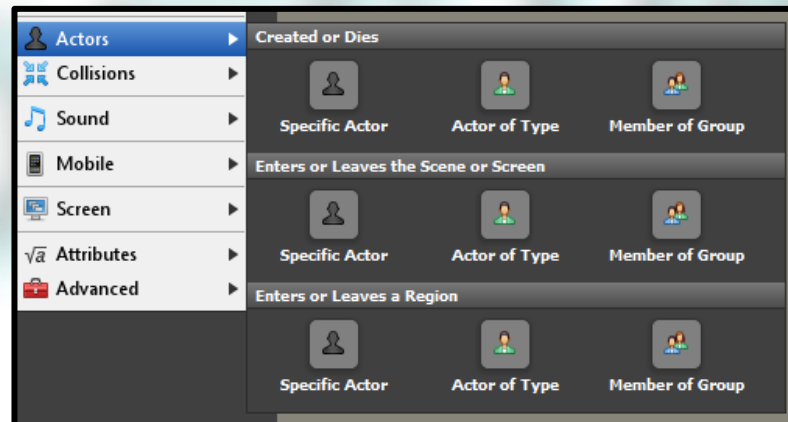 Actors
Collisions
Sound
Mobile
Screen
√a Attributes
Advanced
Created or Dies
Specific Actor Actor of Type Member of Group
Enters or Leaves the Scene or Screen
Specific Actor Actor of Type Member of Group
Enters or Leaves a Region
Specific Actor Actor of Type Member of Group